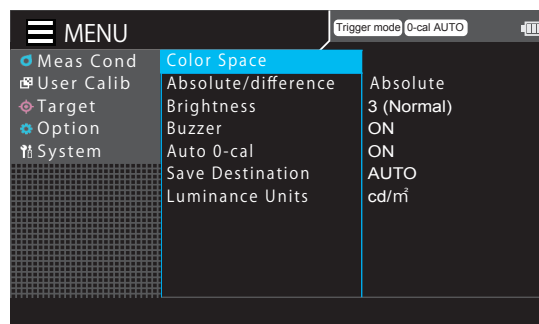 MENU
Trigger mode 0-cal AUTO
Meas Cond
User Calib
Target
Option
System
Color Space
Absolute/difference Absolute
Brightness 3 (Normal)
Buzzer ON
Auto 0-cal ON
Save Destination AUTO
Luminance Units cd/㎡